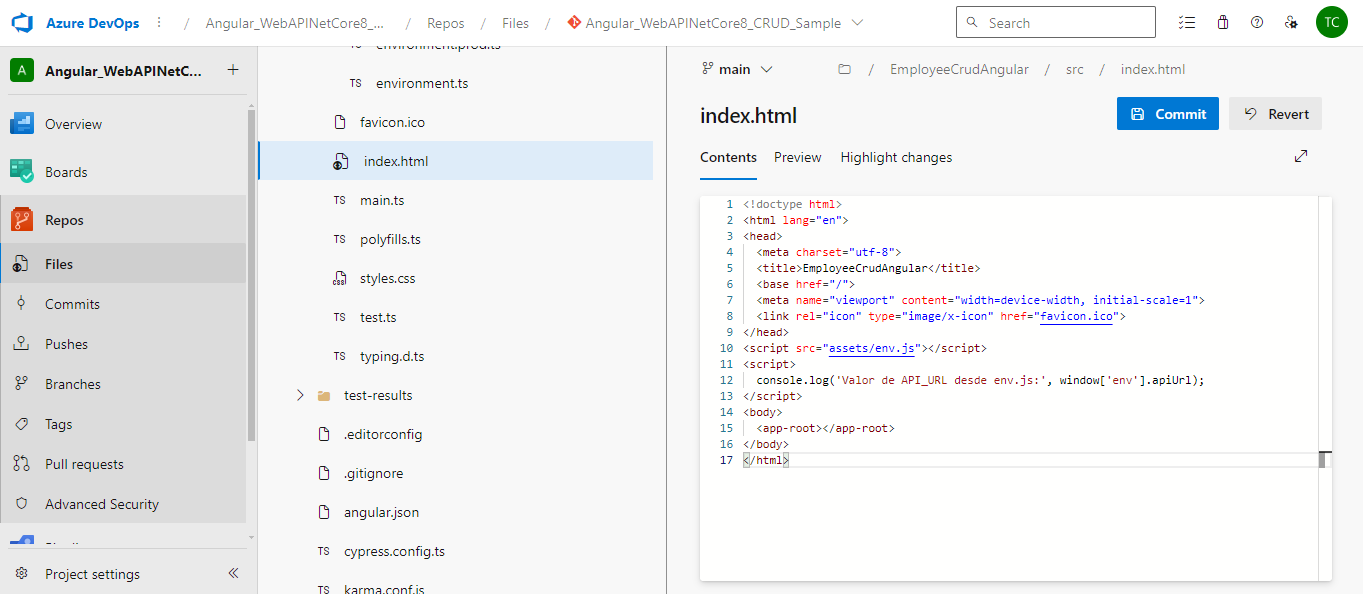 Azure DevOps / Angular_WebAPINetCore8_... / Repos / Files / Angular_WebAPINetCore8_CRUD_Sample Search TC
A Angular_WebAPINetC... +
Overview
Boards
Repos
Files
Commits
Pushes
Branches
Tags
Pull requests
Advanced Security
Project settings
environment.prod.ts
TS environment.ts
favicon.ico
index.html
TS main.ts
TS polyfills.ts
css styles.css
TS test.ts
TS typing.d.ts
test-results
.editorconfig
.gitignore
angular.json
TS cypress.config.ts
TS karma.conf.js
main / EmployeeCrudAngular / src / index.html
index.html Commit Revert
Contents Preview Highlight changes
1 <!doctype html>
2 <html lang="en">
3 <head>
4 <meta charset="utf-8">
5 <title>EmployeeCrudAngular</title>
6 <base href="/">
7 <meta name="viewport" content="width=device-width, initial-scale=1">
8 <link rel="icon" type="image/x-icon" href="favicon.ico">
9 </head>
10 <script src="assets/env.js"></script>
11 <script>
12 console.log('Valor de API_URL desde env.js:', window['env'].apiUrl);
13 </script>
14 <body>
15 <app-root></app-root>
16 </body>
17 </html>